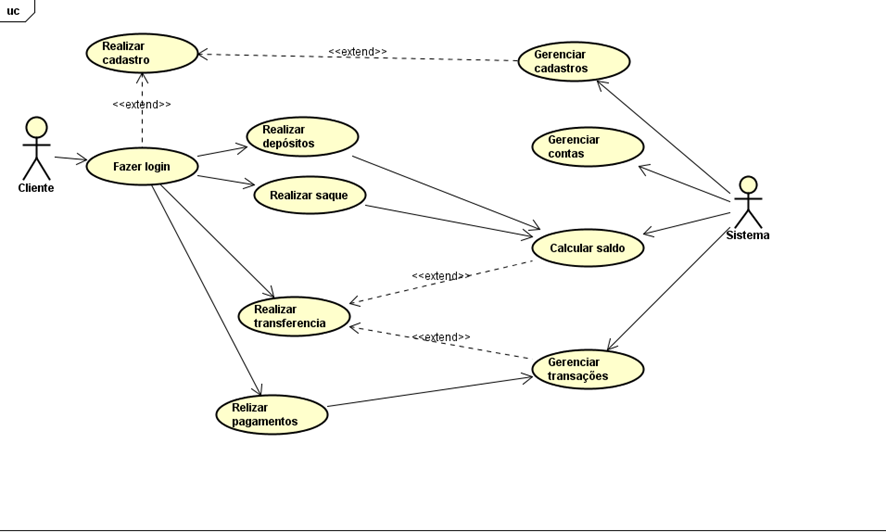 uc
Realizar
cadastro
<<extend>>
Gerenciar
cadastros
<<extend>>
Cliente
Fazer login
Realizar
depósitos
Gerenciar
contas
Realizar saque
Sistema
Calcular saldo
<<extend>>
Realizar
transferencia
<<extend>>
Gerenciar
transações
Relizar
pagamentos